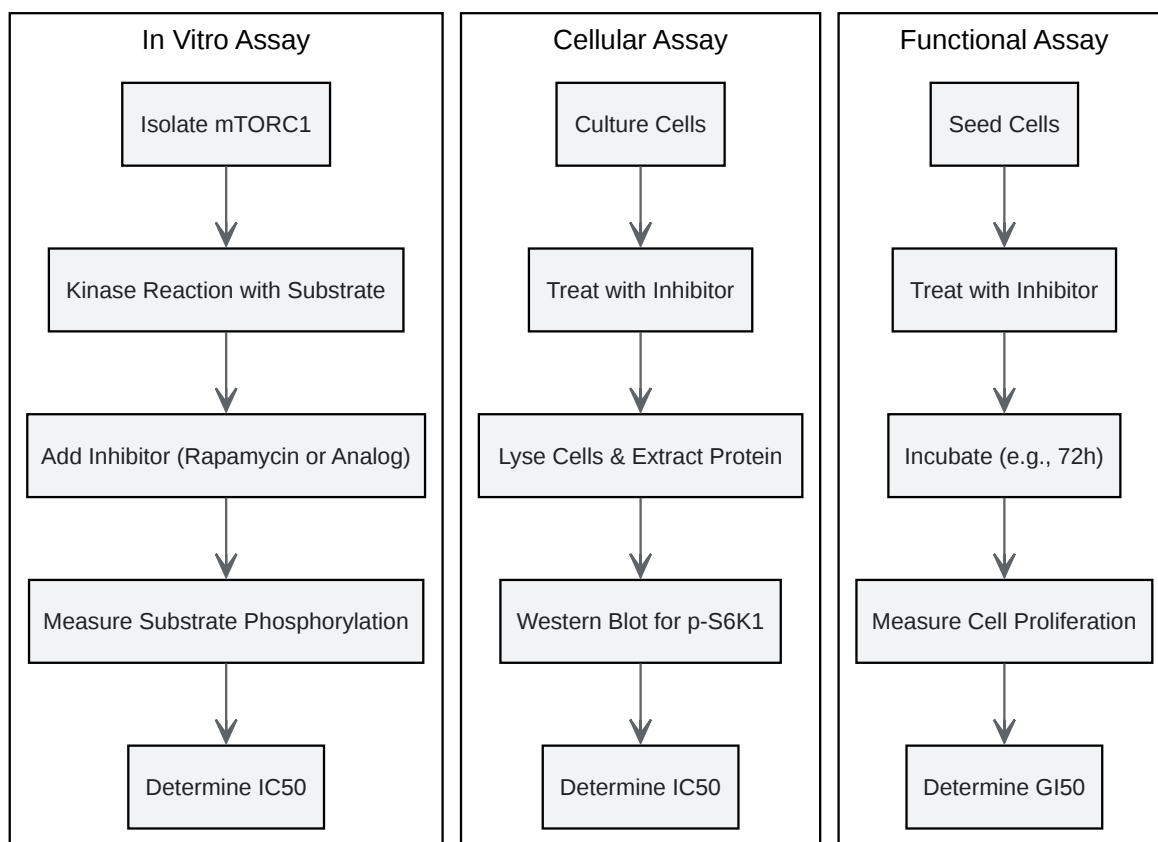 In Vitro Assay
Isolate mTORC1
Kinase Reaction with Substrate
Add Inhibitor (Rapamycin or Analog)
Measure Substrate Phosphorylation
Determine IC50
Cellular Assay
Culture Cells
Treat with Inhibitor
Lyse Cells & Extract Protein
Western Blot for p-S6K1
Determine IC50
Functional Assay
Seed Cells
Treat with Inhibitor
Incubate (e.g., 72h)
Measure Cell Proliferation
Determine GI50